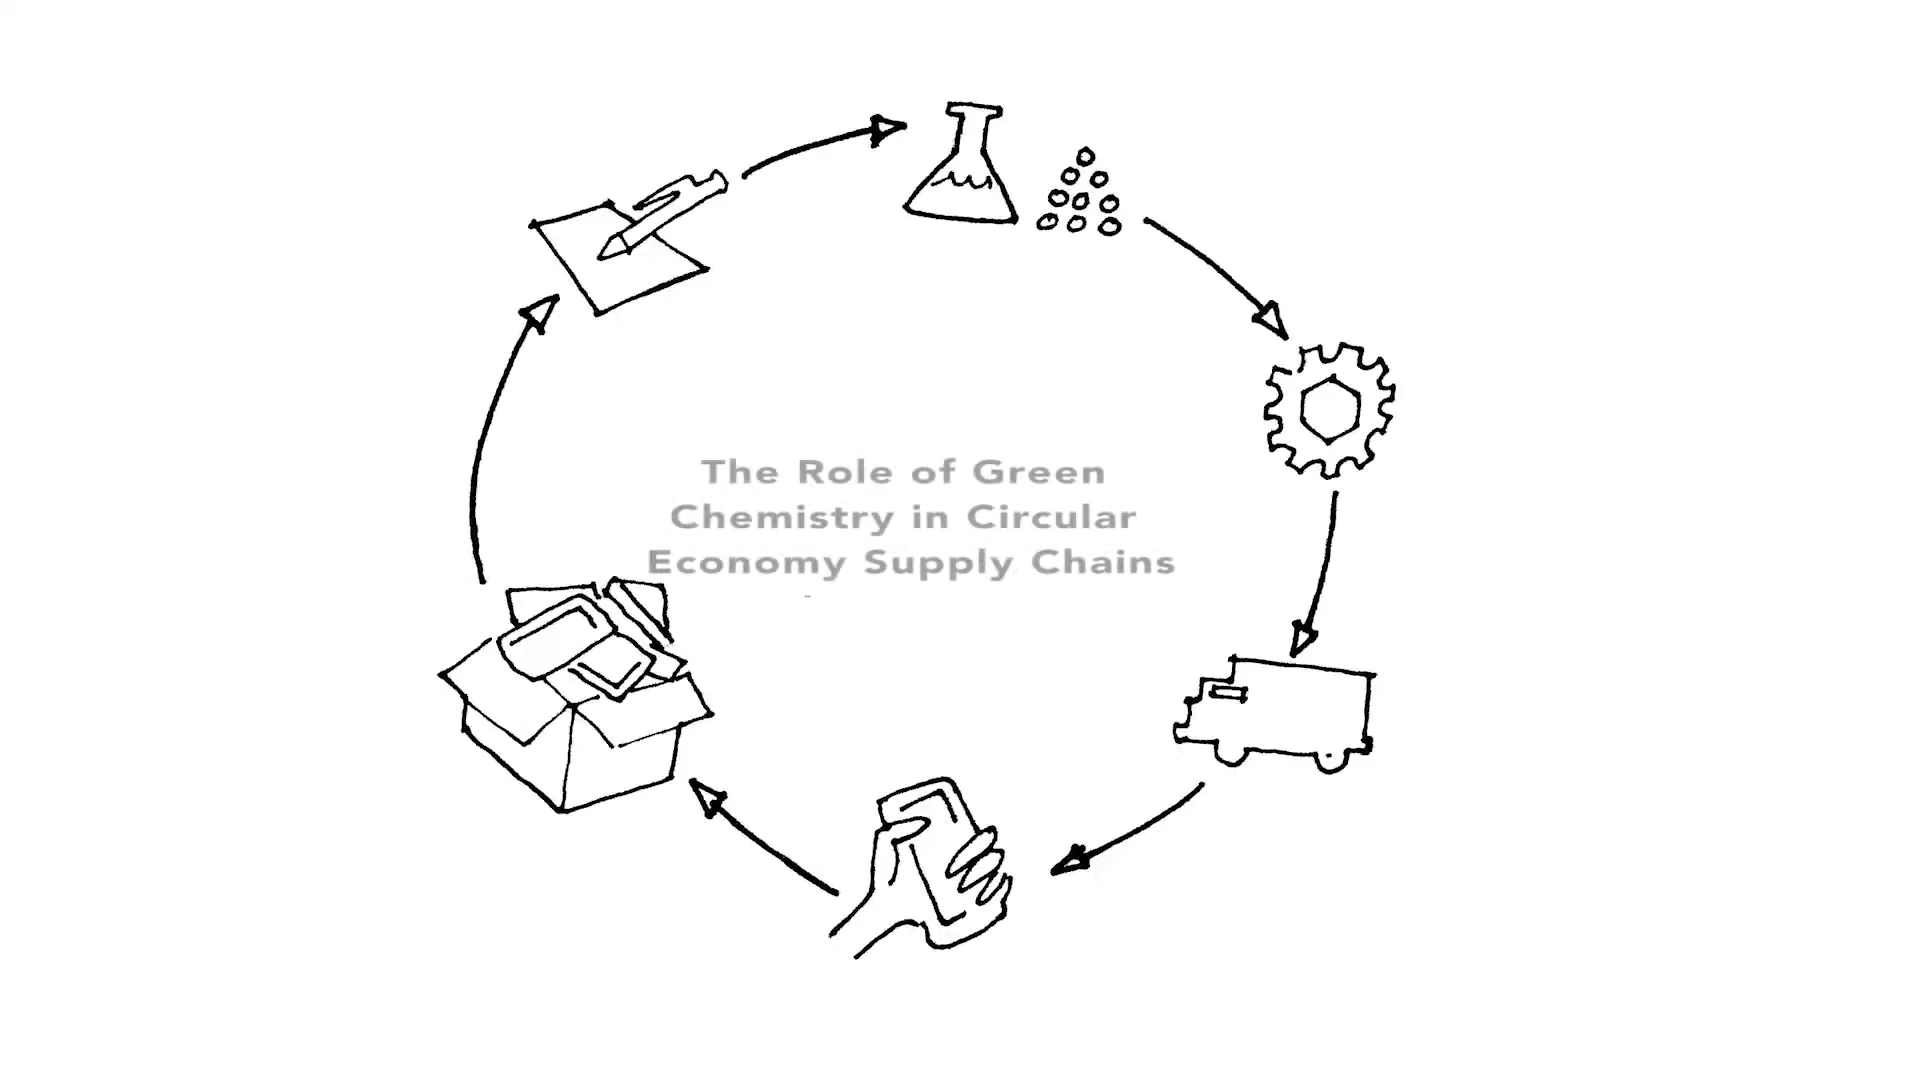 The Role of Green
Chemistry in Circular
Economy Supply Chains